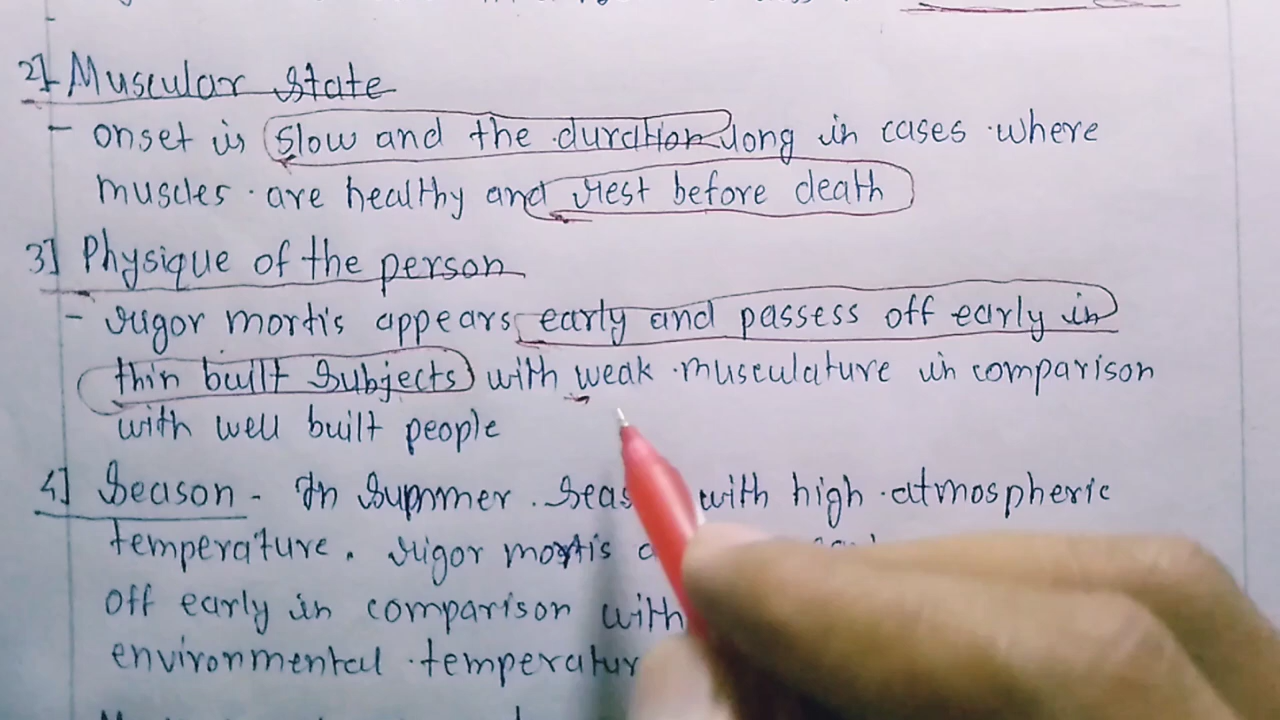 2] Muscular State
- onset is slow and the duration long in cases where
muscles are healthy and rest before death
3] Physique of the person
- rigor mortis appears early and passess off early in
thin built subjects with weak musculature in comparison
with well built people
4] Season - In Summer Seas with high atmospheric
temperature. rigor mortis
off early in comparison with
environmental temperatur